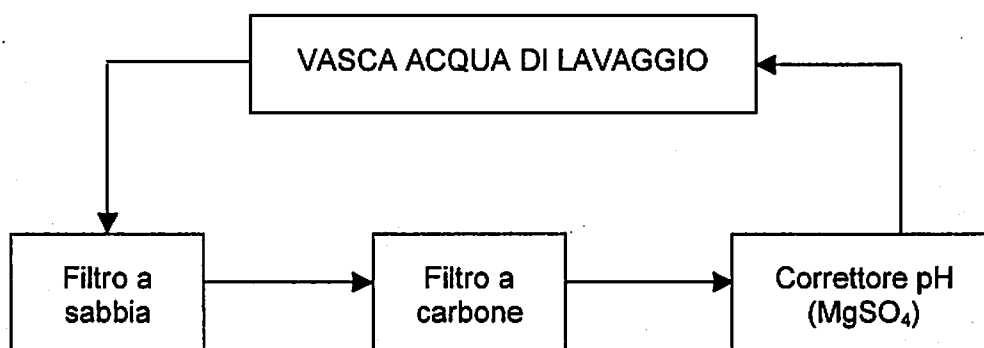 VASCA ACQUA DI LAVAGGIO
Filtro a
sabbia
Filtro a
carbone
Correttore pH
(MgSO₄)